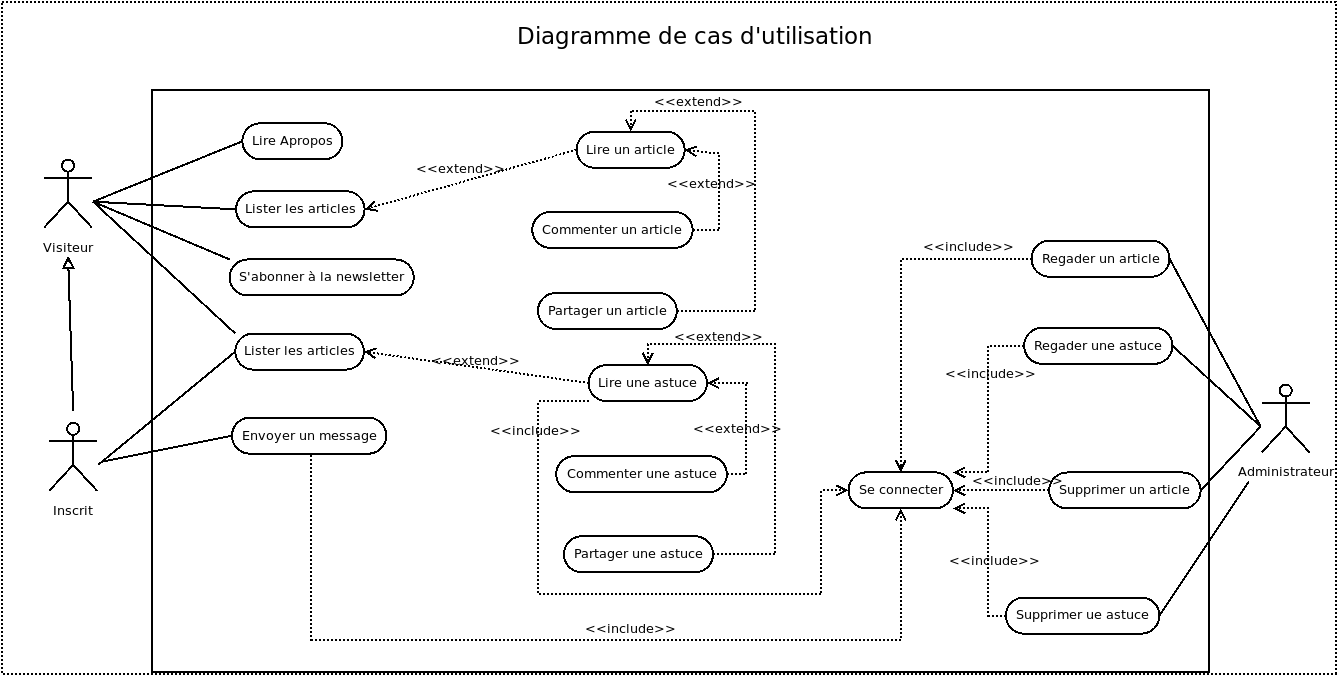 Diagramme de cas d'utilisation
<<extend>>
Lire Apropos
Lire un article
<<extend>>
<<extend>>
Lister les articles
Commenter un article
Visiteur
<<include>>
Regader un article
S'abonner à la newsletter
Partager un article
<<extend>>
Regader une astuce
Lister les articles
<<extend>>
<<include>>
Lire une astuce
<<include>>
<<extend>>
Envoyer un message
Commenter une astuce
Administrateur
<<include>>
Se connecter
Supprimer un article
Inscrit
Partager une astuce
<<include>>
Supprimer ue astuce
<<include>>